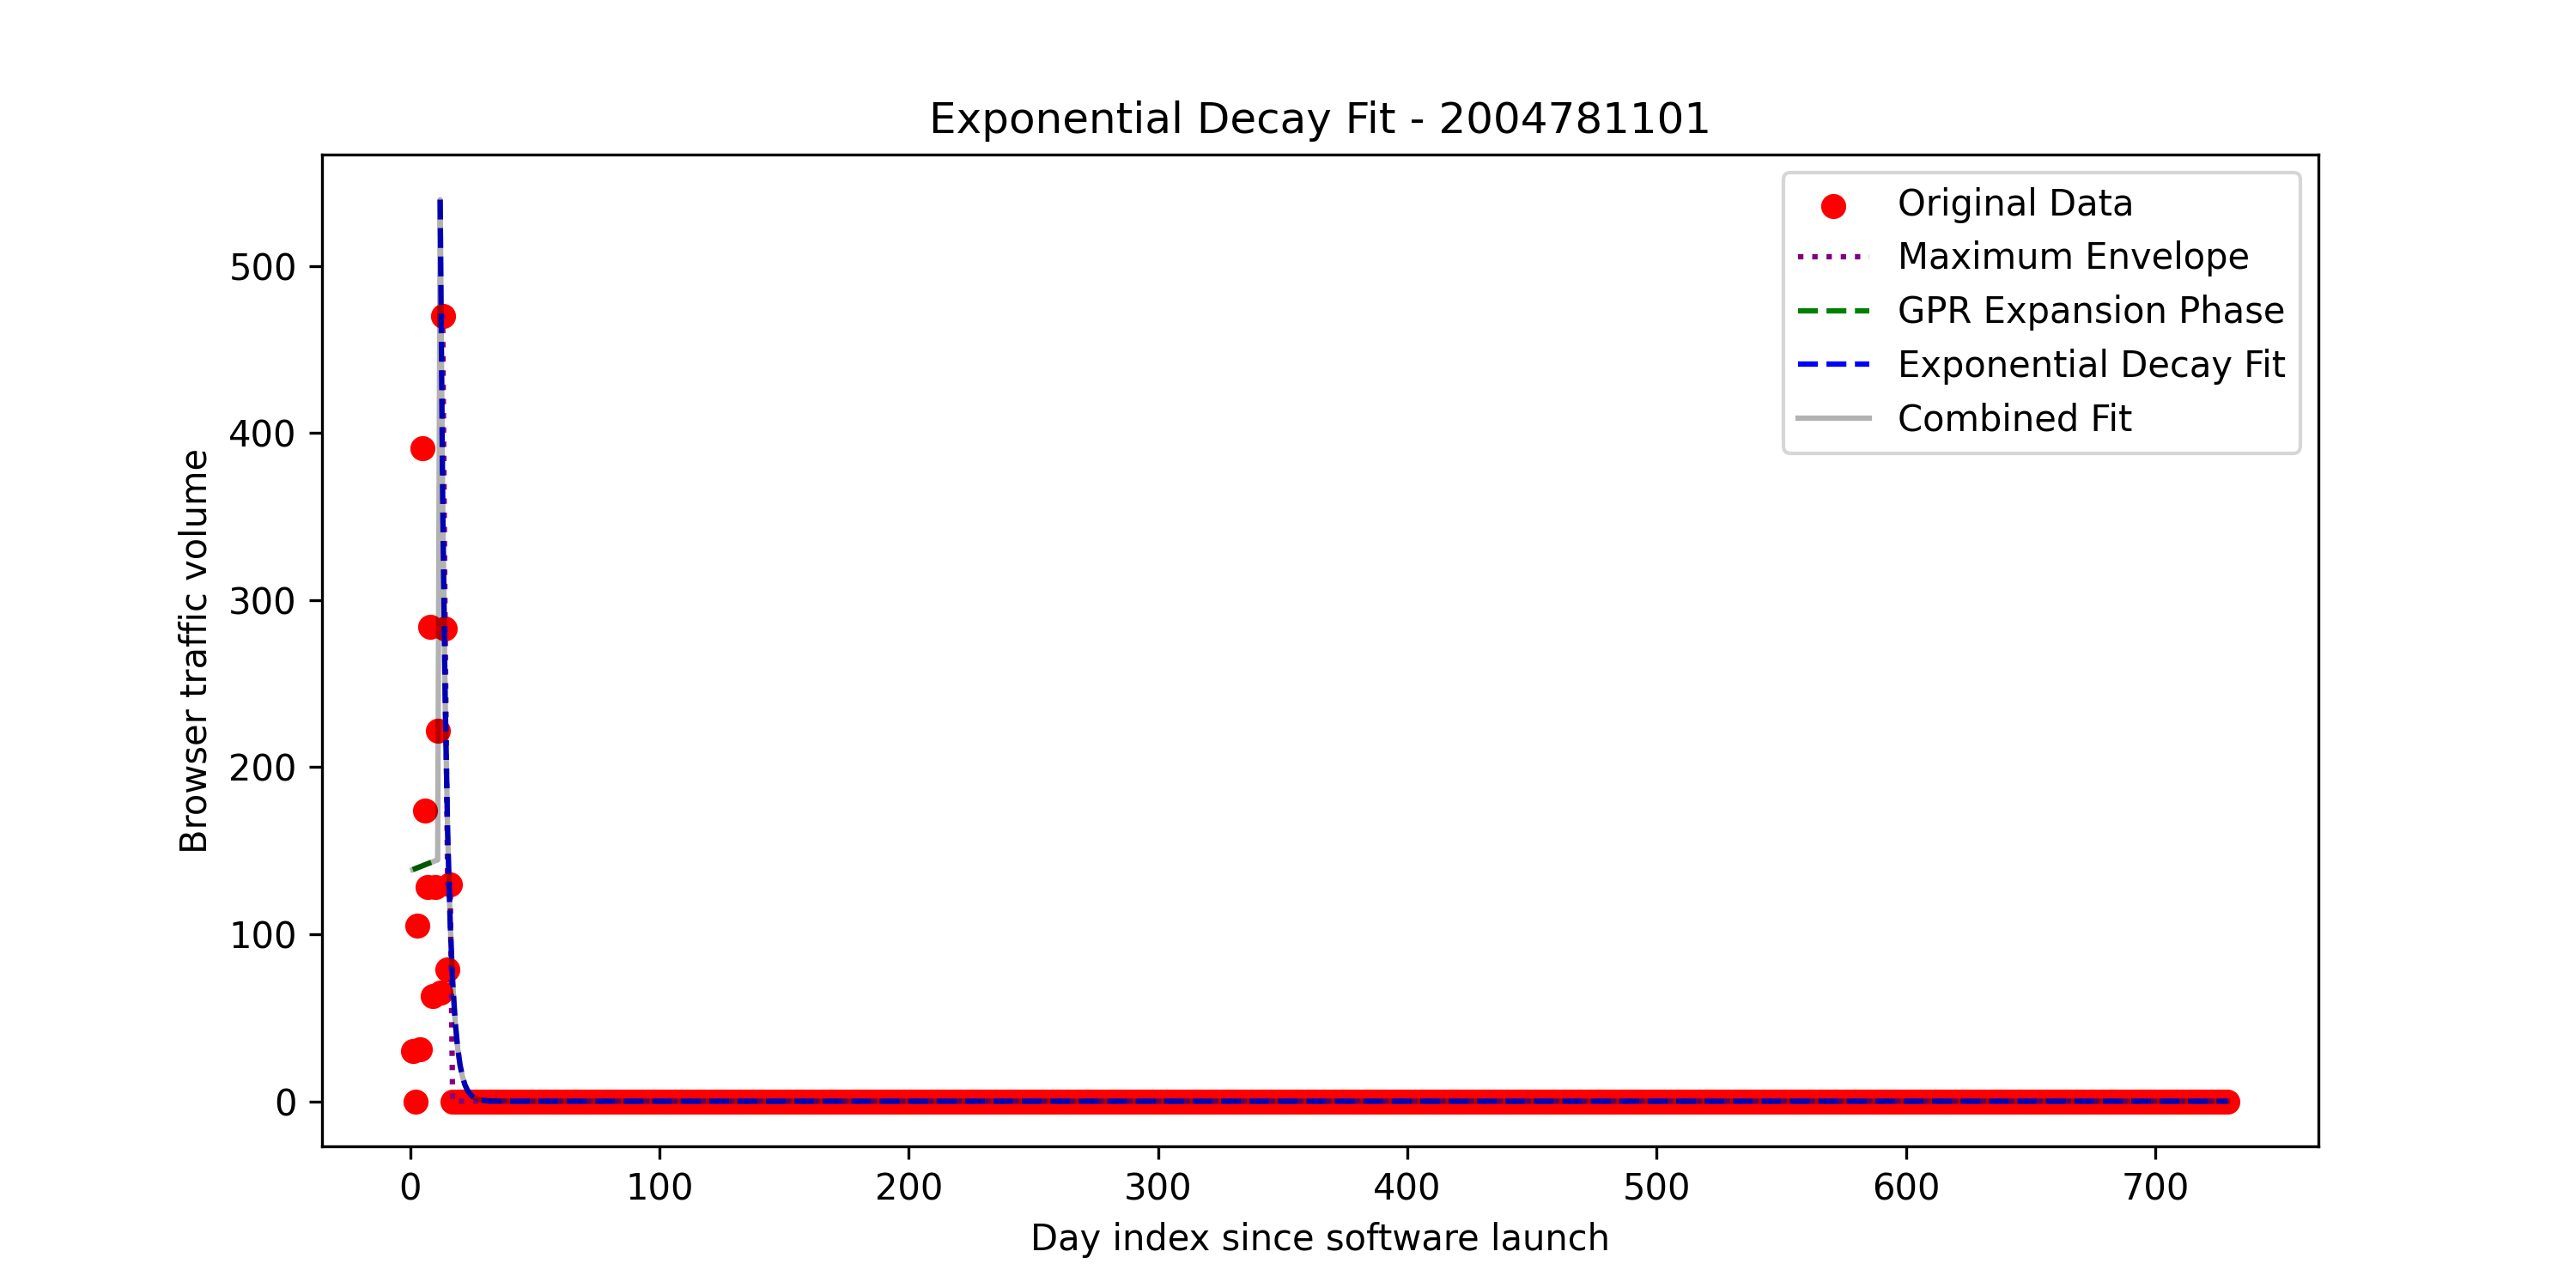 Exponential Decay Fit - 2004781101
Original Data
Maximum Envelope
GPR Expansion Phase
Exponential Decay Fit
Combined Fit
Browser traffic volume
500
400
300
200
100
0
0 100 200 300 400 500 600 700
Day index since software launch